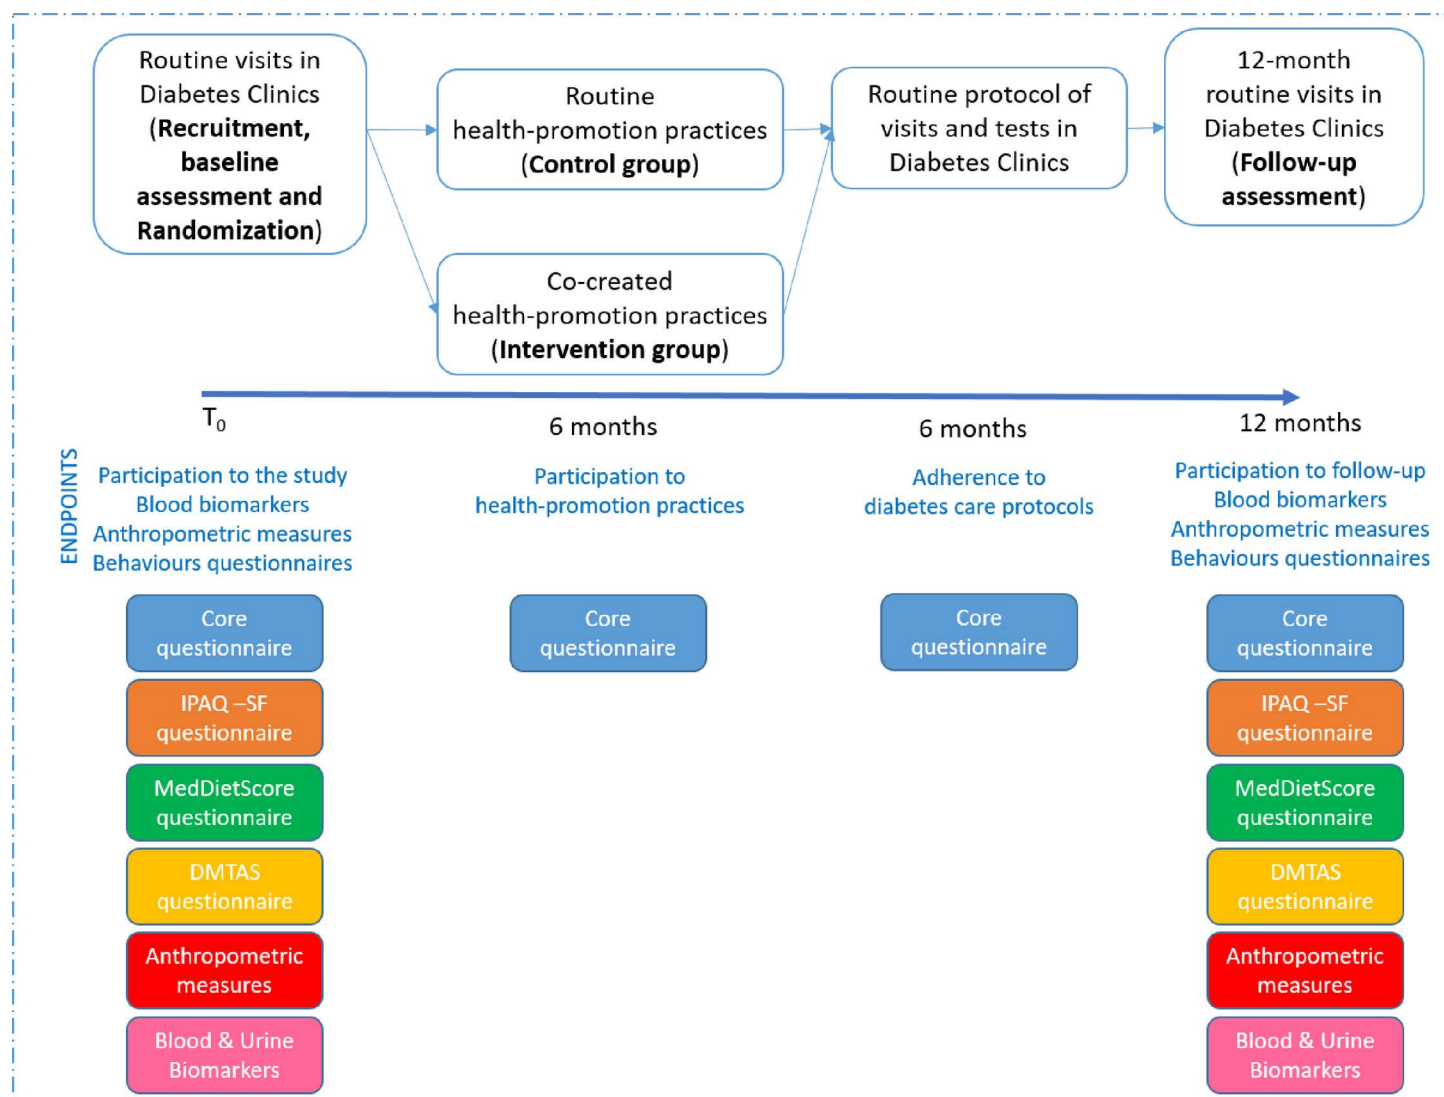 Routine visits in
Diabetes Clinics
(Recruitment,
baseline
assessment and
Randomization)
Routine
health-promotion practices
(Control group)
Co-created
health-promotion practices
(Intervention group)
Routine protocol of
visits and tests in
Diabetes Clinics
12-month
routine visits in
Diabetes Clinics
(Follow-up
assessment)
T0
6 months
6 months
12 months
ENDPOINTS
Participation to the study
Blood biomarkers
Anthropometric measures
Behaviours questionnaires
Participation to
health-promotion practices
Adherence to
diabetes care protocols
Participation to follow-up
Blood biomarkers
Anthropometric measures
Behaviours questionnaires
Core
questionnaire
IPAQ –SF
questionnaire
MedDietScore
questionnaire
DMTAS
questionnaire
Anthropometric
measures
Blood & Urine
Biomarkers
Core
questionnaire
Core
questionnaire
Core
questionnaire
IPAQ –SF
questionnaire
MedDietScore
questionnaire
DMTAS
questionnaire
Anthropometric
measures
Blood & Urine
Biomarkers